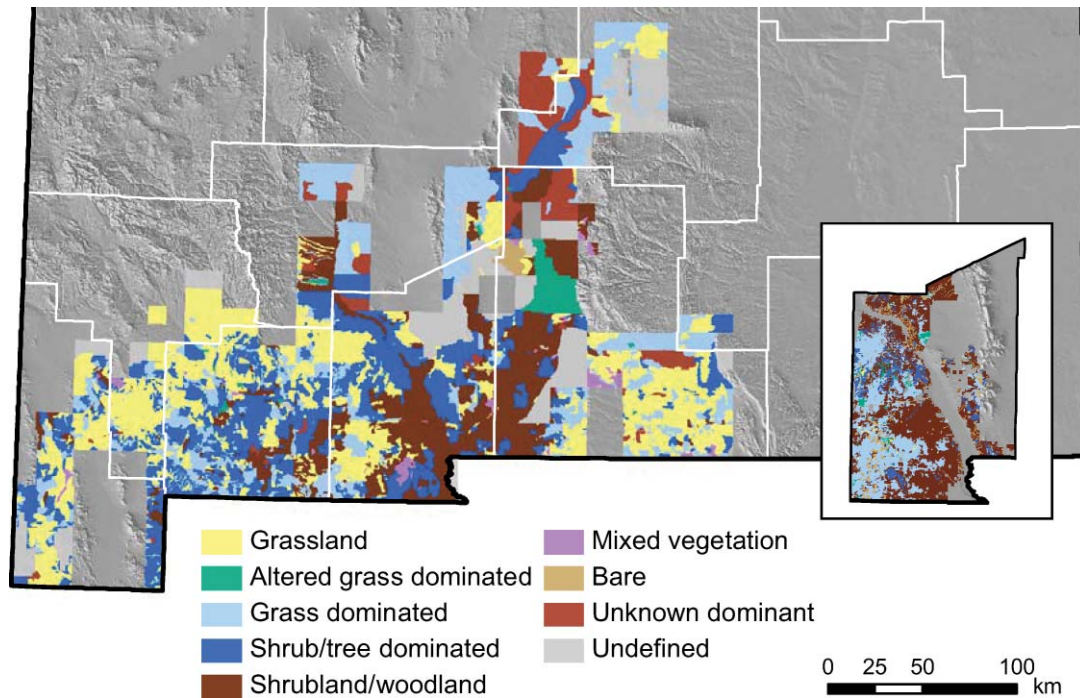 Grassland
Altered grass dominated
Grass dominated
Shrub/tree dominated
Shrubland/woodland
Mixed vegetation
Bare
Unknown dominant
Undefined
0 25 50 100
km